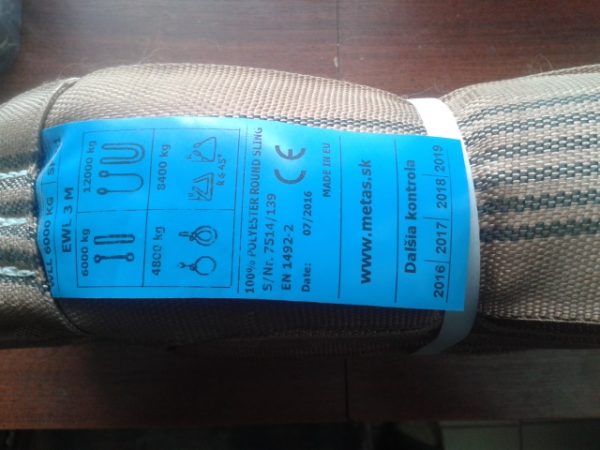 WLL 6000 KG
EWL 3 M
6000 kg 12000 kg
4800 kg 8400 kg
100% POLYESTER ROUND SLING
S/Nr. 7514/139
EN 1492-2 CE
Date: 07/2016
MADE IN EU
www.metas.sk
Dalšia kontrola
2016 2017 2018 2019